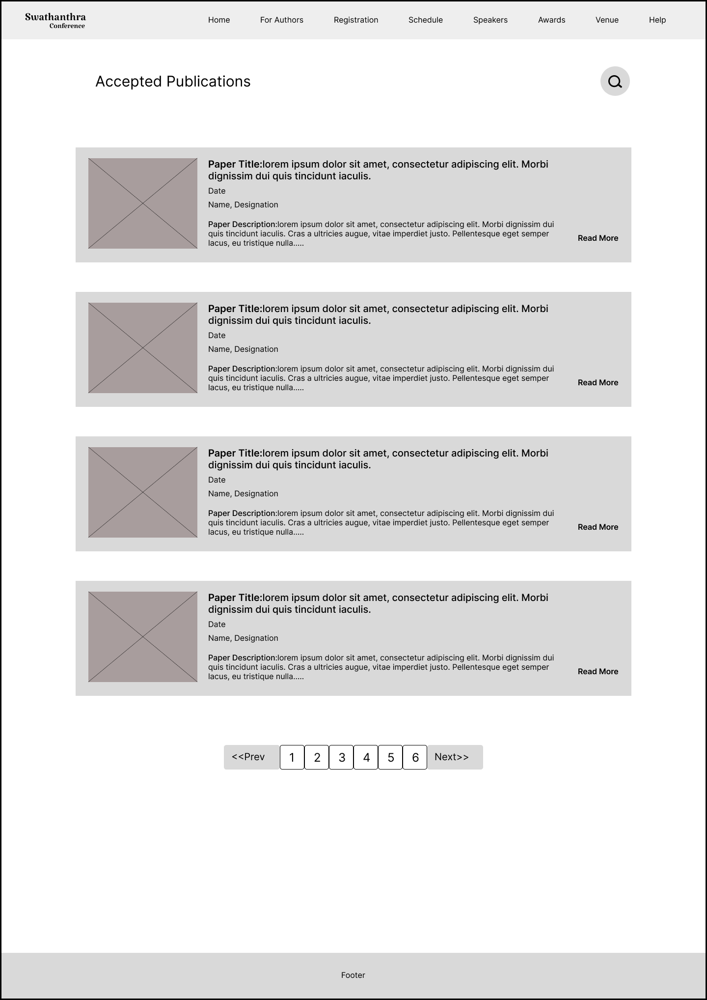 Swathanthra
Conference
Home For Authors Registration Schedule Speakers Awards Venue Help
Accepted Publications
Paper Title:lorem ipsum dolor sit amet, consectetur adipiscing elit. Morbi
dignissim dui quis tincidunt iaculis.
Date
Name, Designation
Paper Description:lorem ipsum dolor sit amet, consectetur adipiscing elit. Morbi dignissim dui
quis tincidunt iaculis. Cras a ultricies augue, vitae imperdiet justo. Pellentesque eget semper
lacus, eu tristique nulla.....
Read More
Paper Title:lorem ipsum dolor sit amet, consectetur adipiscing elit. Morbi
dignissim dui quis tincidunt iaculis.
Date
Name, Designation
Paper Description:lorem ipsum dolor sit amet, consectetur adipiscing elit. Morbi dignissim dui
quis tincidunt iaculis. Cras a ultricies augue, vitae imperdiet justo. Pellentesque eget semper
lacus, eu tristique nulla.....
Read More
Paper Title:lorem ipsum dolor sit amet, consectetur adipiscing elit. Morbi
dignissim dui quis tincidunt iaculis.
Date
Name, Designation
Paper Description:lorem ipsum dolor sit amet, consectetur adipiscing elit. Morbi dignissim dui
quis tincidunt iaculis. Cras a ultricies augue, vitae imperdiet justo. Pellentesque eget semper
lacus, eu tristique nulla.....
Read More
Paper Title:lorem ipsum dolor sit amet, consectetur adipiscing elit. Morbi
dignissim dui quis tincidunt iaculis.
Date
Name, Designation
Paper Description:lorem ipsum dolor sit amet, consectetur adipiscing elit. Morbi dignissim dui
quis tincidunt iaculis. Cras a ultricies augue, vitae imperdiet justo. Pellentesque eget semper
lacus, eu tristique nulla.....
Read More
<<Prev 1 2 3 4 5 6 Next>>
Footer